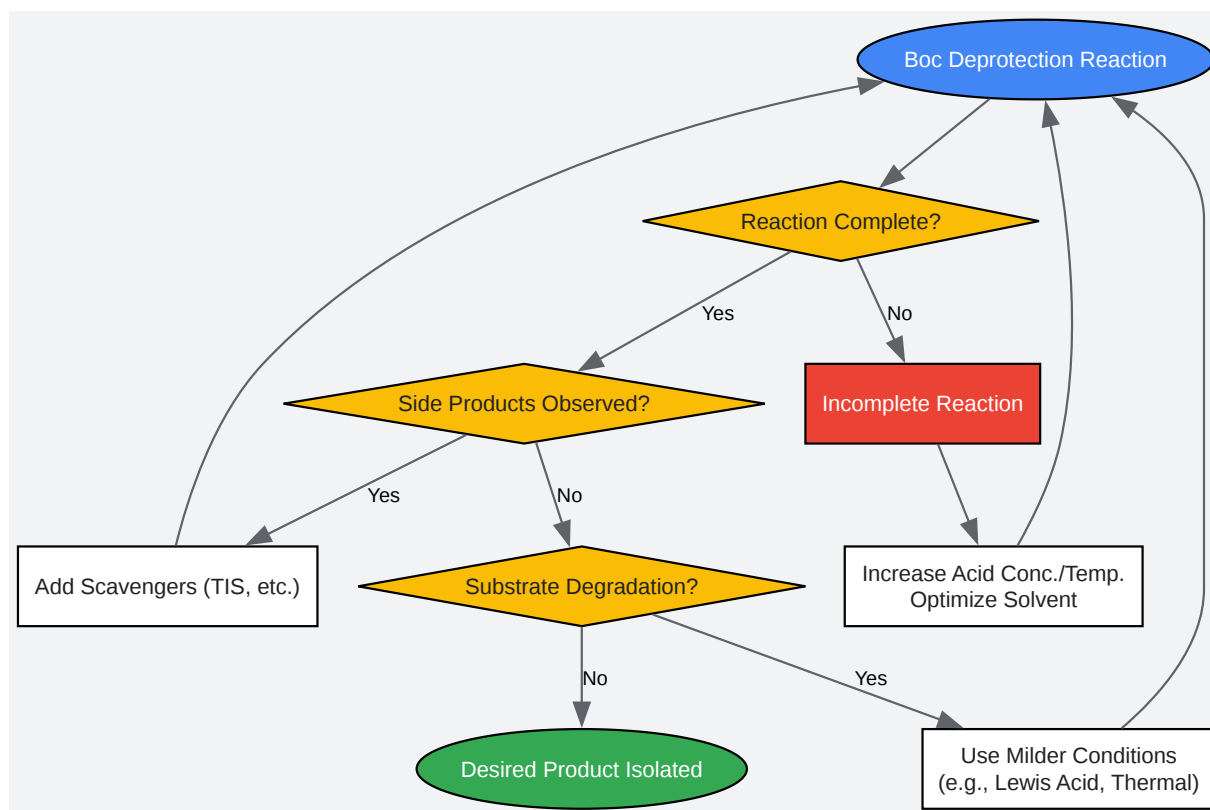 Boc Deprotection Reaction
Reaction Complete?
Yes
No
Side Products Observed?
Incomplete Reaction
Yes
No
Add Scavengers (TIS, etc.)
Substrate Degradation?
Increase Acid Conc./Temp.
Optimize Solvent
No
Yes
Desired Product Isolated
Use Milder Conditions
(e.g., Lewis Acid, Thermal)